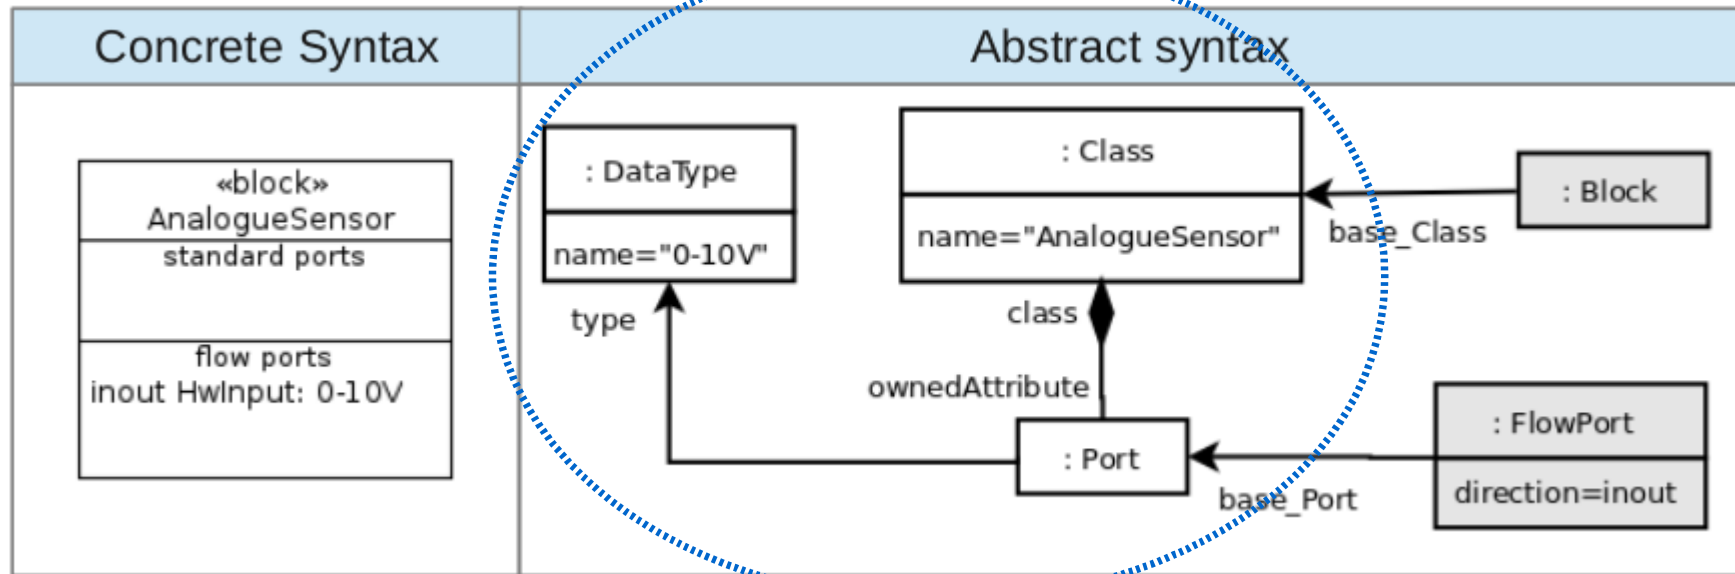 Concrete Syntax
Abstract syntax
«block»
AnalogueSensor
standard ports
flow ports
inout HwInput: 0-10V
: DataType
name="0-10V"
type
: Class
name="AnalogueSensor"
class
ownedAttribute
: Port
: Block
base_Class
: FlowPort
direction=inout
base_Port